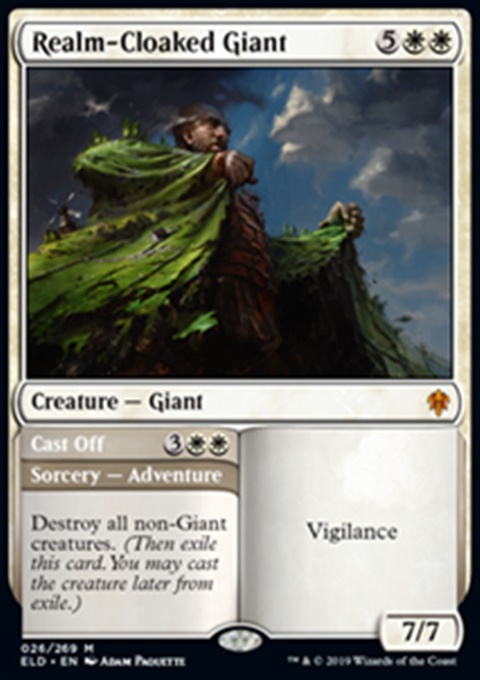 Realm-Cloaked Giant 5
Creature — Giant
Cast Off 3
Sorcery — Adventure
Destroy all non-Giant
creatures. (Then exile
this card. You may cast
the creature later from
exile.)
Vigilance
7/7
026/269 M
ELD • EN Adam Paquette
™ & © 2019 Wizards of the Coast